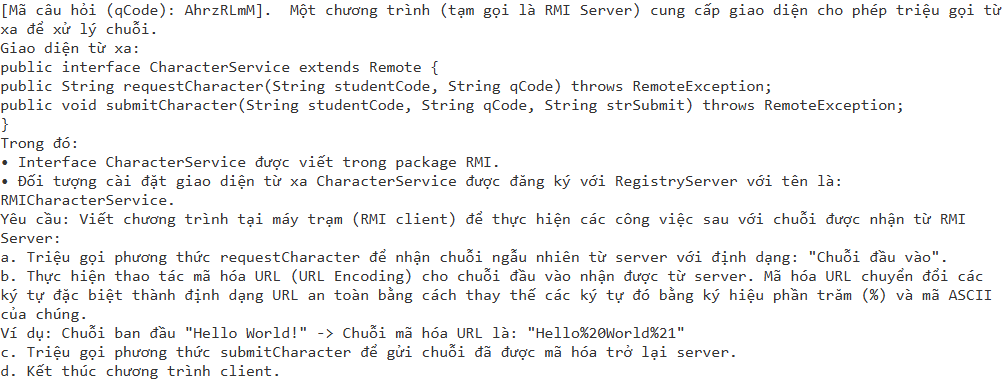 [Mã câu hỏi (qCode): AhrzRLmM].  Một chương trình (tạm gọi là RMI Server) cung cấp giao diện cho phép triệu gọi từ
xa để xử lý chuỗi.
Giao diện từ xa:
public interface CharacterService extends Remote {
public String requestCharacter(String studentCode, String qCode) throws RemoteException;
public void submitCharacter(String studentCode, String qCode, String strSubmit) throws RemoteException;
}
Trong đó:
• Interface CharacterService được viết trong package RMI.
• Đối tượng cài đặt giao diện từ xa CharacterService được đăng ký với RegistryServer với tên là:
RMICharacterService.
Yêu cầu: Viết chương trình tại máy trạm (RMI client) để thực hiện các công việc sau với chuỗi được nhận từ RMI
Server:
a. Triệu gọi phương thức requestCharacter để nhận chuỗi ngẫu nhiên từ server với định dạng: "Chuỗi đầu vào".
b. Thực hiện thao tác mã hóa URL (URL Encoding) cho chuỗi đầu vào nhận được từ server. Mã hóa URL chuyển đổi các
ký tự đặc biệt thành định dạng URL an toàn bằng cách thay thế các ký tự đó bằng ký hiệu phần trăm (%) và mã ASCII
của chúng.
Ví dụ: Chuỗi ban đầu "Hello World!" -> Chuỗi mã hóa URL là: "Hello%20World%21"
c. Triệu gọi phương thức submitCharacter để gửi chuỗi đã được mã hóa trở lại server.
d. Kết thúc chương trình client.